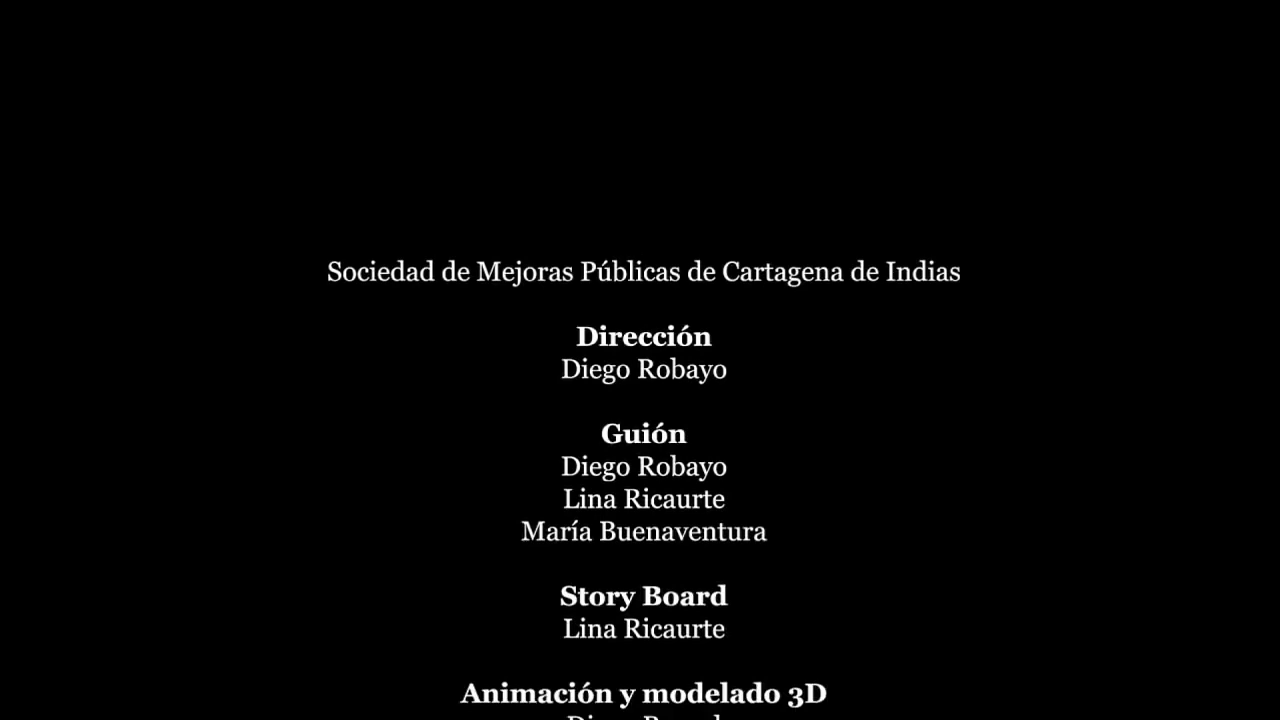 Sociedad de Mejoras Públicas de Cartagena de Indias
Dirección
Diego Robayo
Guión
Diego Robayo
Lina Ricaurte
María Buenaventura
Story Board
Lina Ricaurte
Animación y modelado 3D